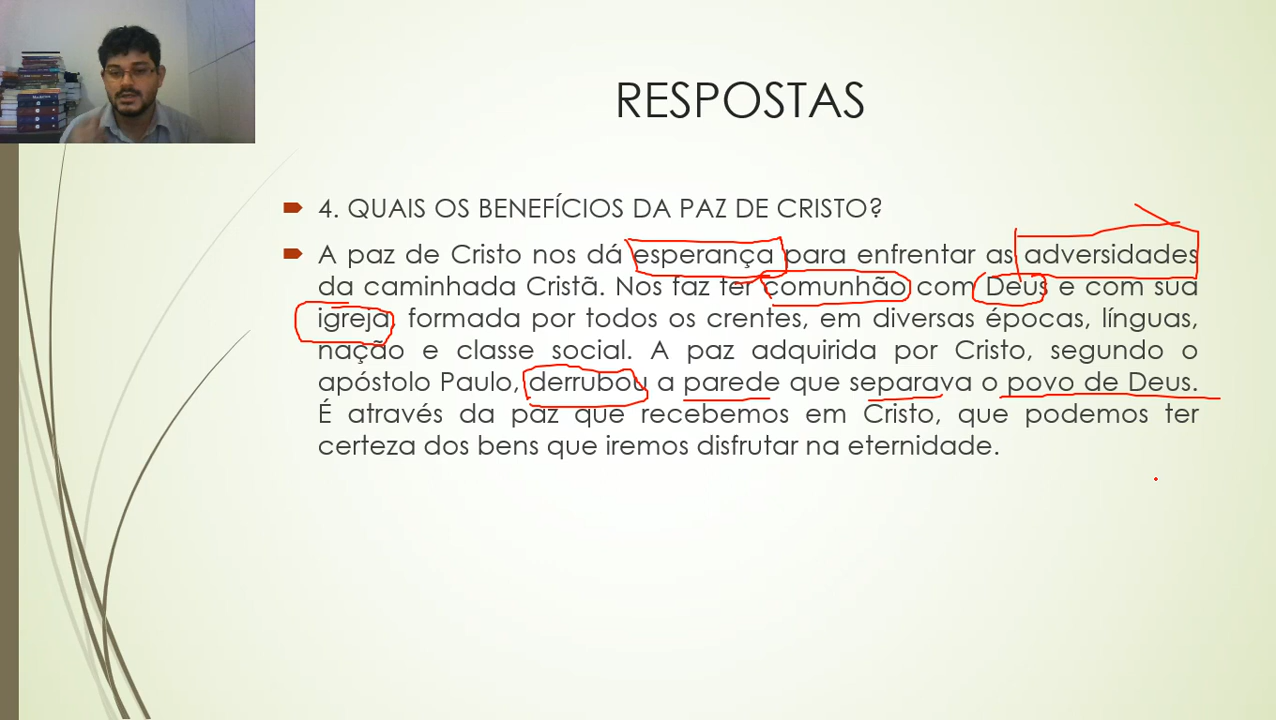 RESPOSTAS
4. QUAIS OS BENEFÍCIOS DA PAZ DE CRISTO?
A paz de Cristo nos dá esperança para enfrentar as adversidades
da caminhada Cristã. Nos faz ter comunhão com Deus e com sua
igreja, formada por todos os crentes, em diversas épocas, línguas,
nação e classe social. A paz adquirida por Cristo, segundo o
apóstolo Paulo, derrubou a parede que separava o povo de Deus.
É através da paz que recebemos em Cristo, que podemos ter
certeza dos bens que iremos disfrutar na eternidade.